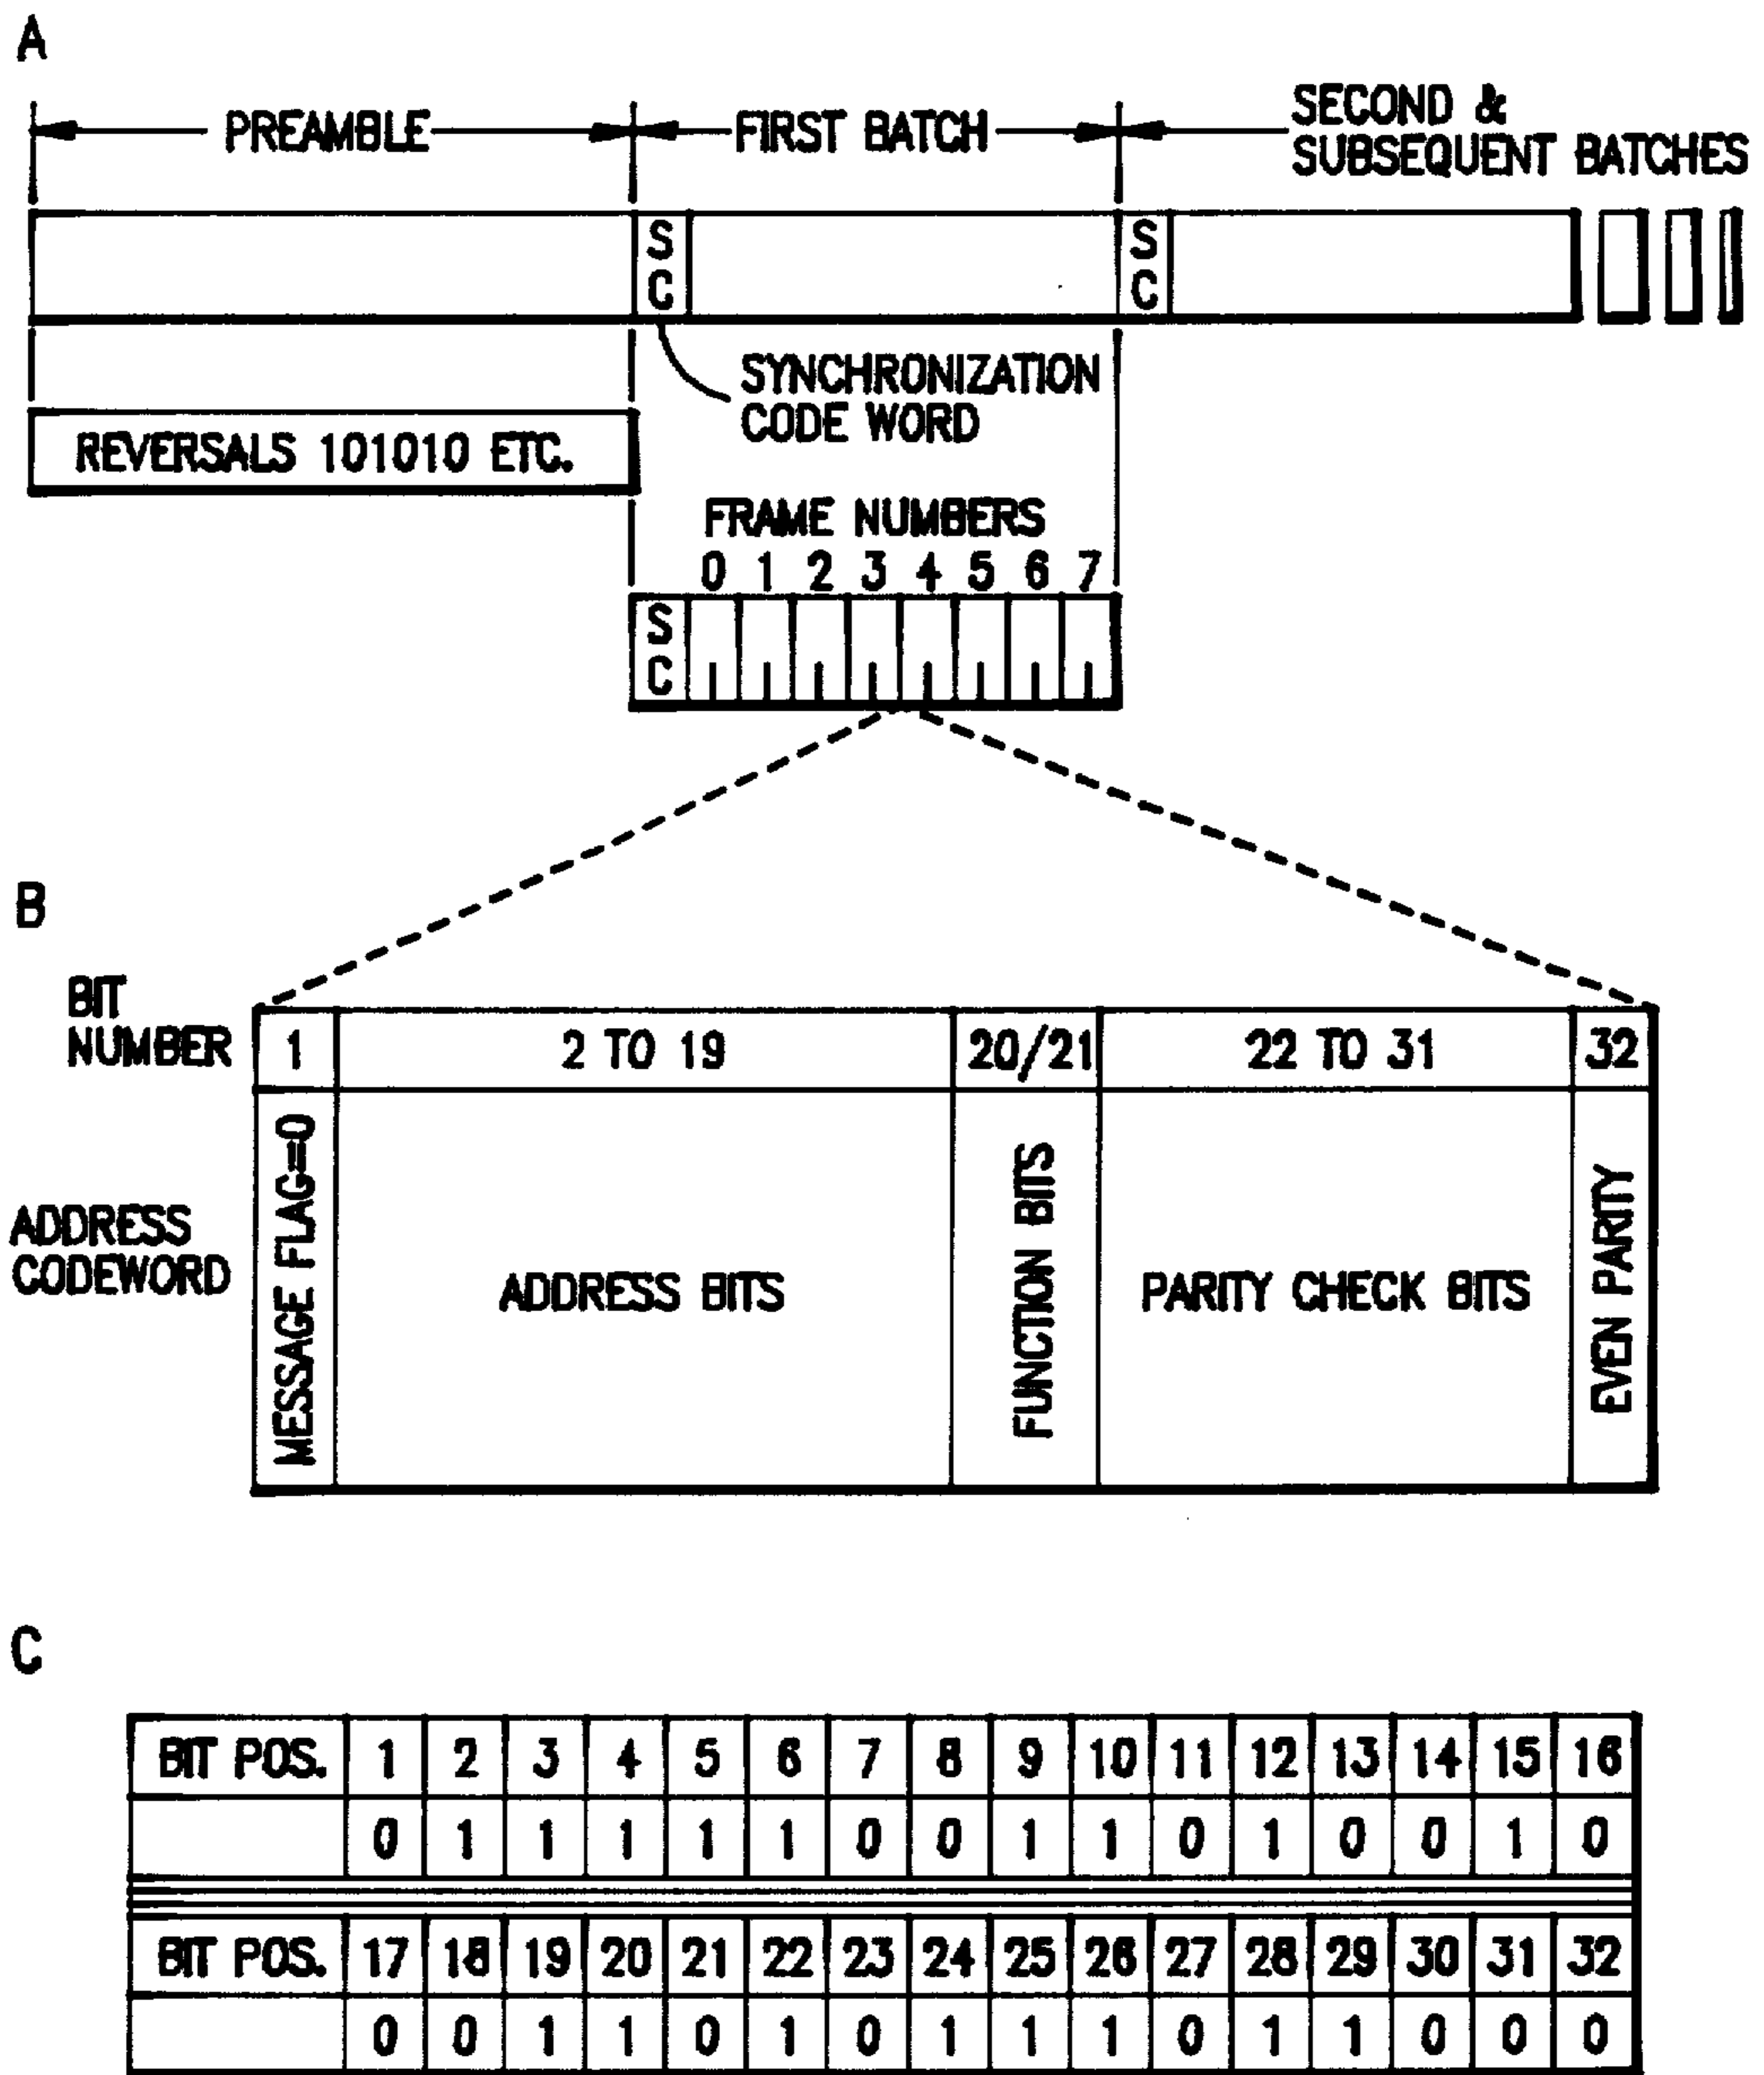 A
PREAMBLE
FIRST BATCH
SECOND &
SUBSEQUENT BATCHES
S
C
S
C
SYNCHRONIZATION
CODE WORD
REVERSALS 101010 ETC.
FRAME NUMBERS
0 1 2 3 4 5 6 7
S
C
B
BIT
NUMBER
1 2 TO 19 20/21 22 TO 31 32
ADDRESS
CODEWORD
MESSAGE FLAG=0
ADDRESS BITS
FUNCTION BITS
PARITY CHECK BITS
EVEN PARITY
C
BIT POS. 1 2 3 4 5 6 7 8 9 10 11 12 13 14 15 16
0 1 1 1 1 1 0 0 1 1 0 1 0 0 1 0
BIT POS. 17 18 19 20 21 22 23 24 25 26 27 28 29 30 31 32
0 0 1 1 0 1 0 1 1 1 0 1 1 0 0 0